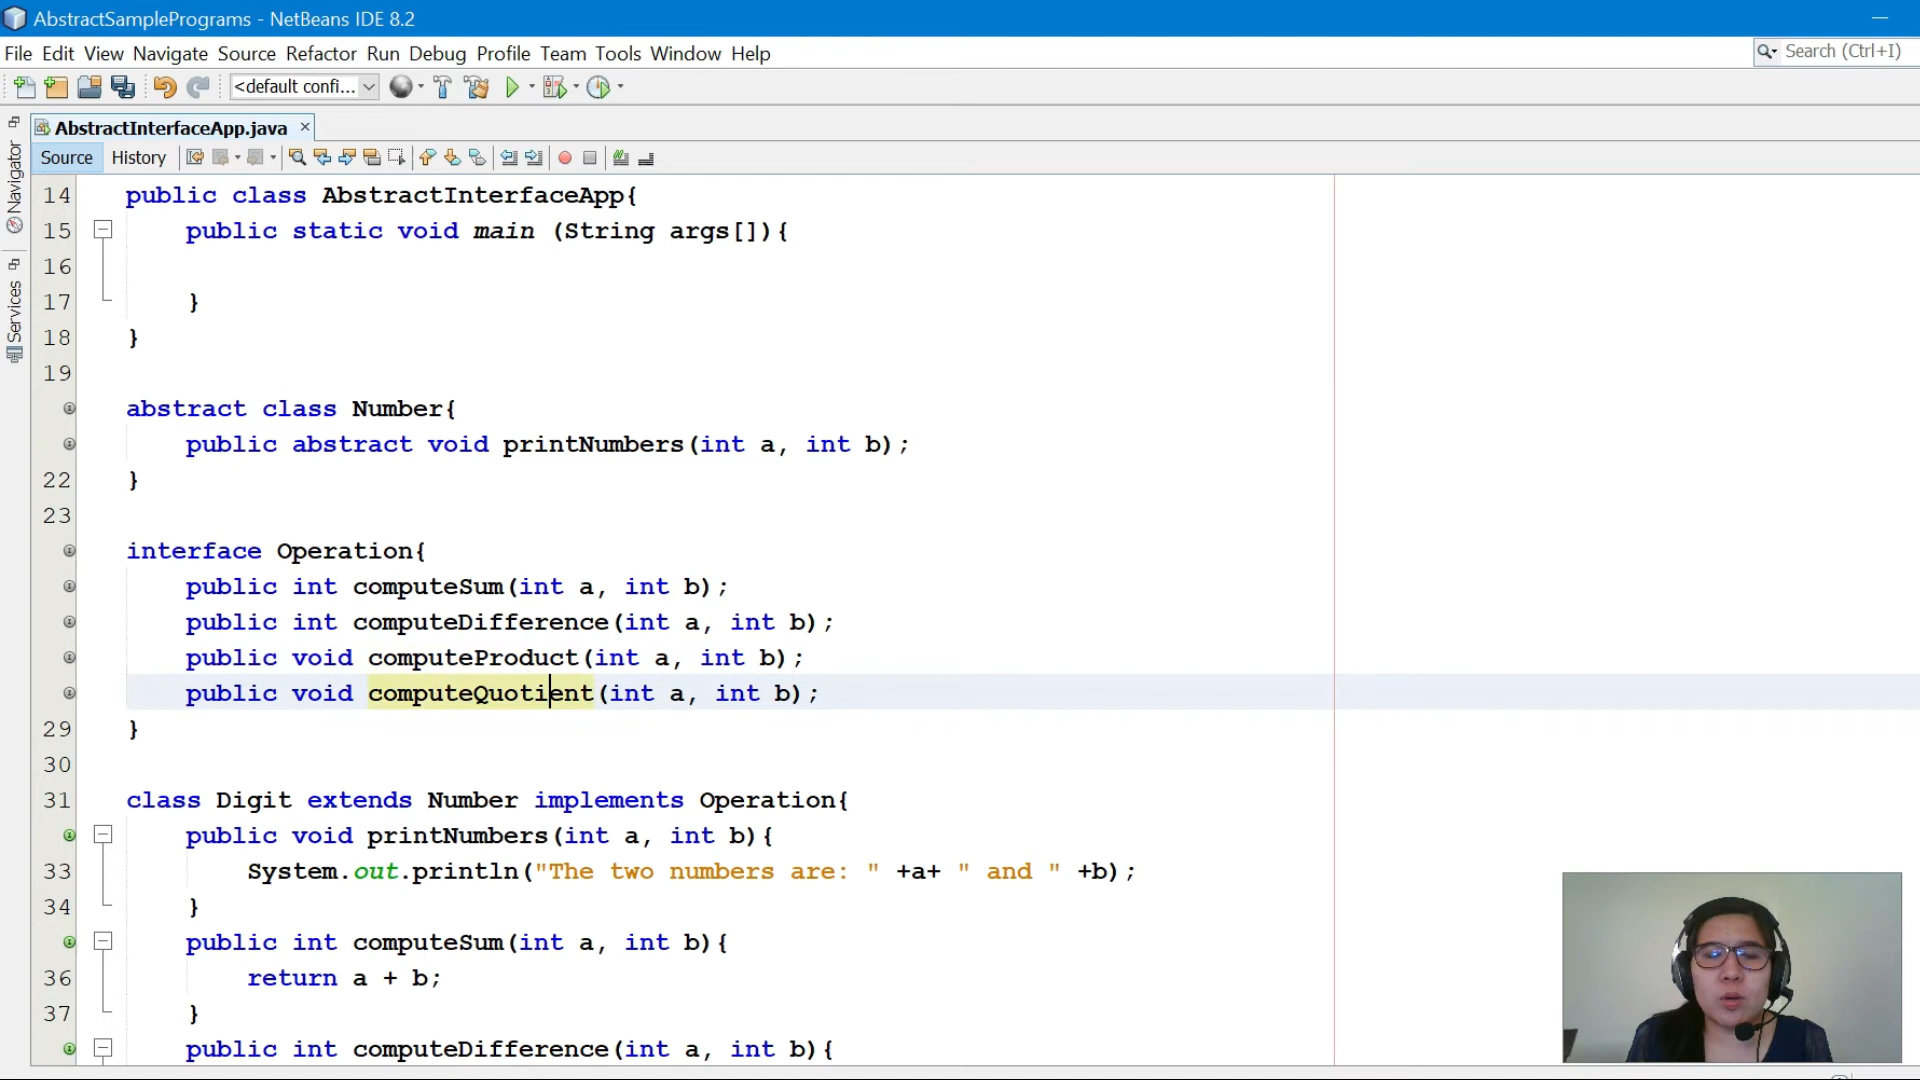 AbstractSamplePrograms - NetBeans IDE 8.2
File Edit View Navigate Source Refactor Run Debug Profile Team Tools Window Help
Search (Ctrl+I)
<default confi...
AbstractInterfaceApp.java
Source History
Navigator
Services
14 public class AbstractInterfaceApp{
15 public static void main (String args[]){
16
17 }
18 }
19
abstract class Number{
public abstract void printNumbers(int a, int b);
22 }
23
interface Operation{
public int computeSum(int a, int b);
public int computeDifference(int a, int b);
public void computeProduct(int a, int b);
public void computeQuotient(int a, int b);
29 }
30
31 class Digit extends Number implements Operation{
public void printNumbers(int a, int b){
33 System.out.println("The two numbers are: " +a+ " and " +b);
34 }
public int computeSum(int a, int b){
36 return a + b;
37 }
public int computeDifference(int a, int b){